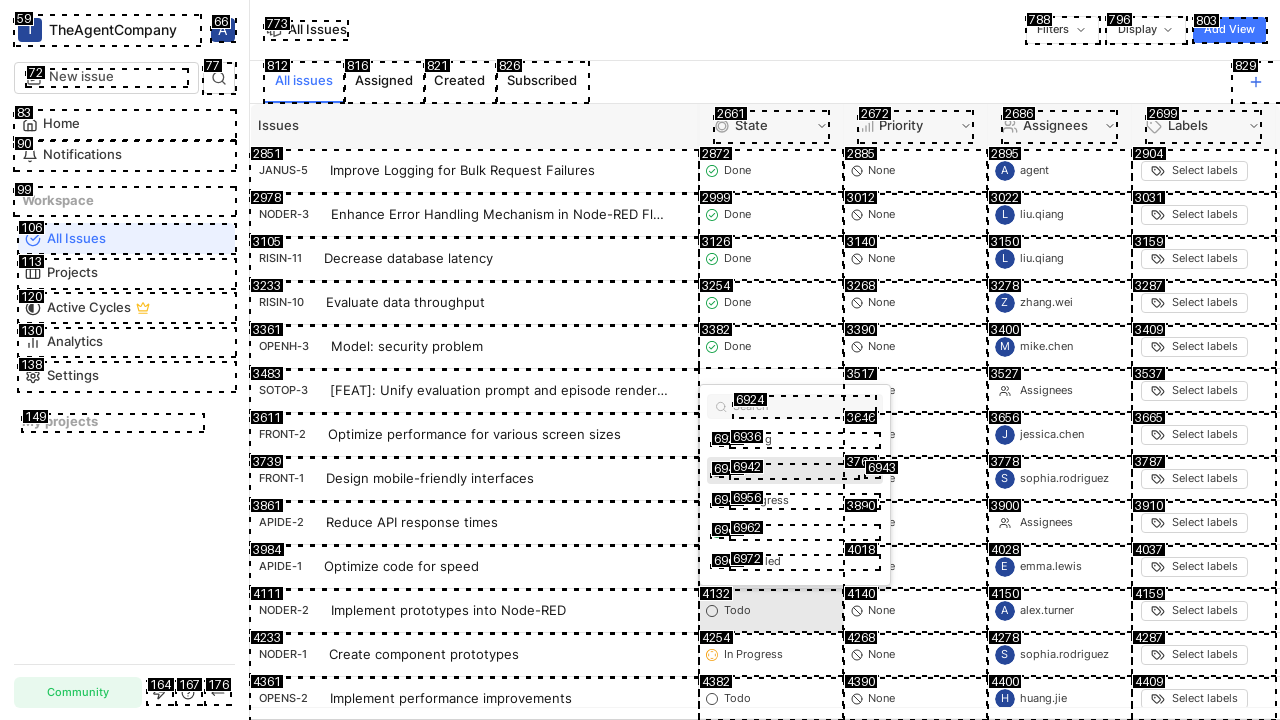 59
T TheAgentCompany
66
A
72
New issue
77
83
Home
90
Notifications
99
Workspace
106
All Issues
113
Projects
120
Active Cycles
130
Analytics
138
Settings
149
My projects
Community
164
167
176
773
All Issues
788
Filters
796
Display
803
Add View
812
All issues
816
Assigned
821
Created
826
Subscribed
829
Issues
2661
State
2672
Priority
2686
Assignees
2699
Labels
2851
JANUS-5 Improve Logging for Bulk Request Failures
2872
Done
2885
None
2895
A agent
2904
Select labels
2978
NODER-3 Enhance Error Handling Mechanism in Node-RED Fl...
2999
Done
3012
None
3022
L liu.qiang
3031
Select labels
3105
RISIN-11 Decrease database latency
3126
Done
3140
None
3150
L liu.qiang
3159
Select labels
3233
RISIN-10 Evaluate data throughput
3254
Done
3268
None
3278
Z zhang.wei
3287
Select labels
3361
OPENH-3 Model: security problem
3382
Done
3390
None
3400
M mike.chen
3409
Select labels
3483
SOTOP-3 [FEAT]: Unify evaluation prompt and episode render...
3517
3527
Assignees
3537
Select labels
6924
Search
3611
FRONT-2 Optimize performance for various screen sizes
3646
6936
3656
J jessica.chen
3665
Select labels
3739
FRONT-1 Design mobile-friendly interfaces
6942
6943
3778
S sophia.rodriguez
3787
Select labels
3861
APIDE-2 Reduce API response times
6956
3890
3900
Assignees
3910
Select labels
6962
3984
APIDE-1 Optimize code for speed
6972
4018
4028
E emma.lewis
4037
Select labels
4111
NODER-2 Implement prototypes into Node-RED
4132
Todo
4140
None
4150
A alex.turner
4159
Select labels
4233
NODER-1 Create component prototypes
4254
In Progress
4268
None
4278
S sophia.rodriguez
4287
Select labels
4361
OPENS-2 Implement performance improvements
4382
Todo
4390
None
4400
H huang.jie
4409
Select labels